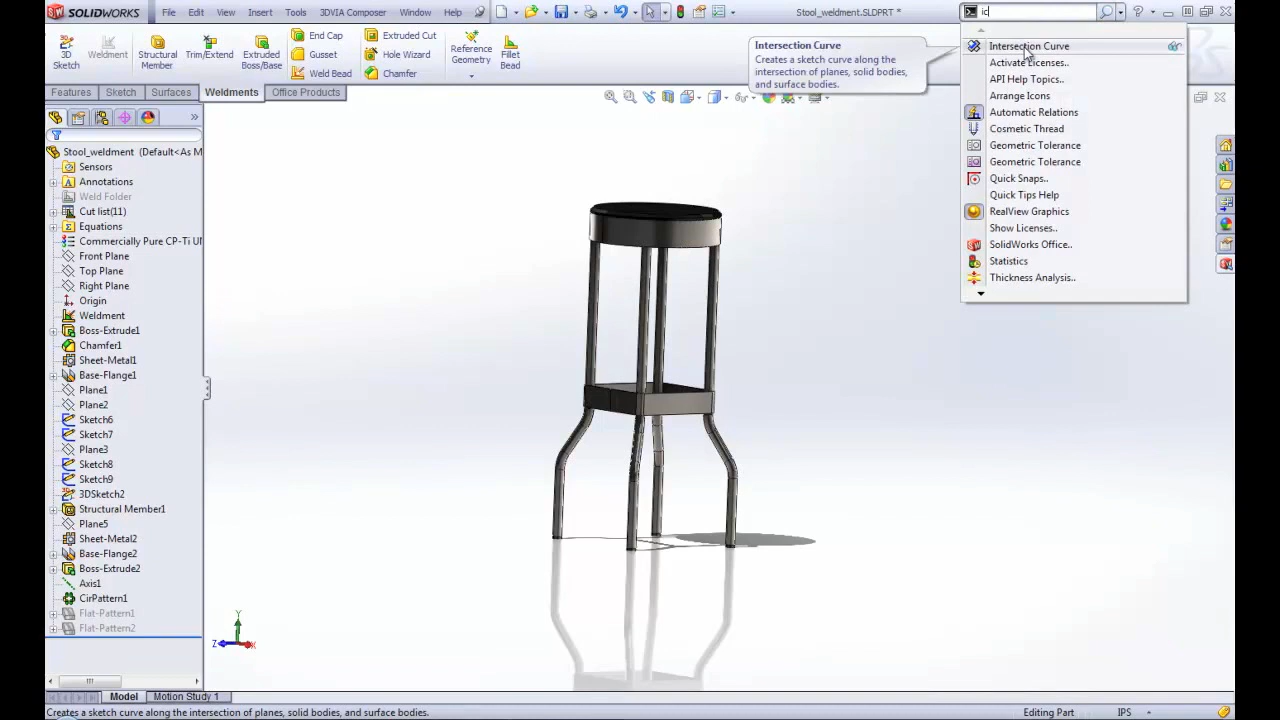 SOLIDWORKS
File
Edit
View
Insert
Tools
3DVIA Composer
Window
Help
Stool_weldment.SLDPRT *
ic
3D Sketch
Structural Member
Trim/Extend
Extruded Boss/Base
End Cap
Gusset
Weld Bead
Extruded Cut
Hole Wizard
Chamfer
Reference Geometry
Fillet Bead
Features
Sketch
Surfaces
Weldments
Office Products
Intersection Curve
Creates a sketch curve along the
intersection of planes, solid bodies,
and surface bodies.
Intersection Curve
Activate Licenses..
API Help Topics..
Arrange Icons
Automatic Relations
Cosmetic Thread
Geometric Tolerance
Geometric Tolerance
Quick Snaps..
Quick Tips Help
RealView Graphics
Show Licenses..
SolidWorks Office..
Statistics
Thickness Analysis..
Stool_weldment (Default<As M
Sensors
Annotations
Weld Folder
Cut list(11)
Equations
Commercially Pure CP-Ti UN
Front Plane
Top Plane
Right Plane
Origin
Weldment
Boss-Extrude1
Chamfer1
Sheet-Metal1
Base-Flange1
Plane1
Plane2
Sketch6
Sketch7
Plane3
Sketch8
Sketch9
3DSketch2
Structural Member1
Plane5
Sheet-Metal2
Base-Flange2
Boss-Extrude2
Axis1
CirPattern1
Flat-Pattern1
Flat-Pattern2
Y
Z
X
Model
Motion Study 1
Creates a sketch curve along the intersection of planes, solid bodies, and surface bodies.
Editing Part
IPS